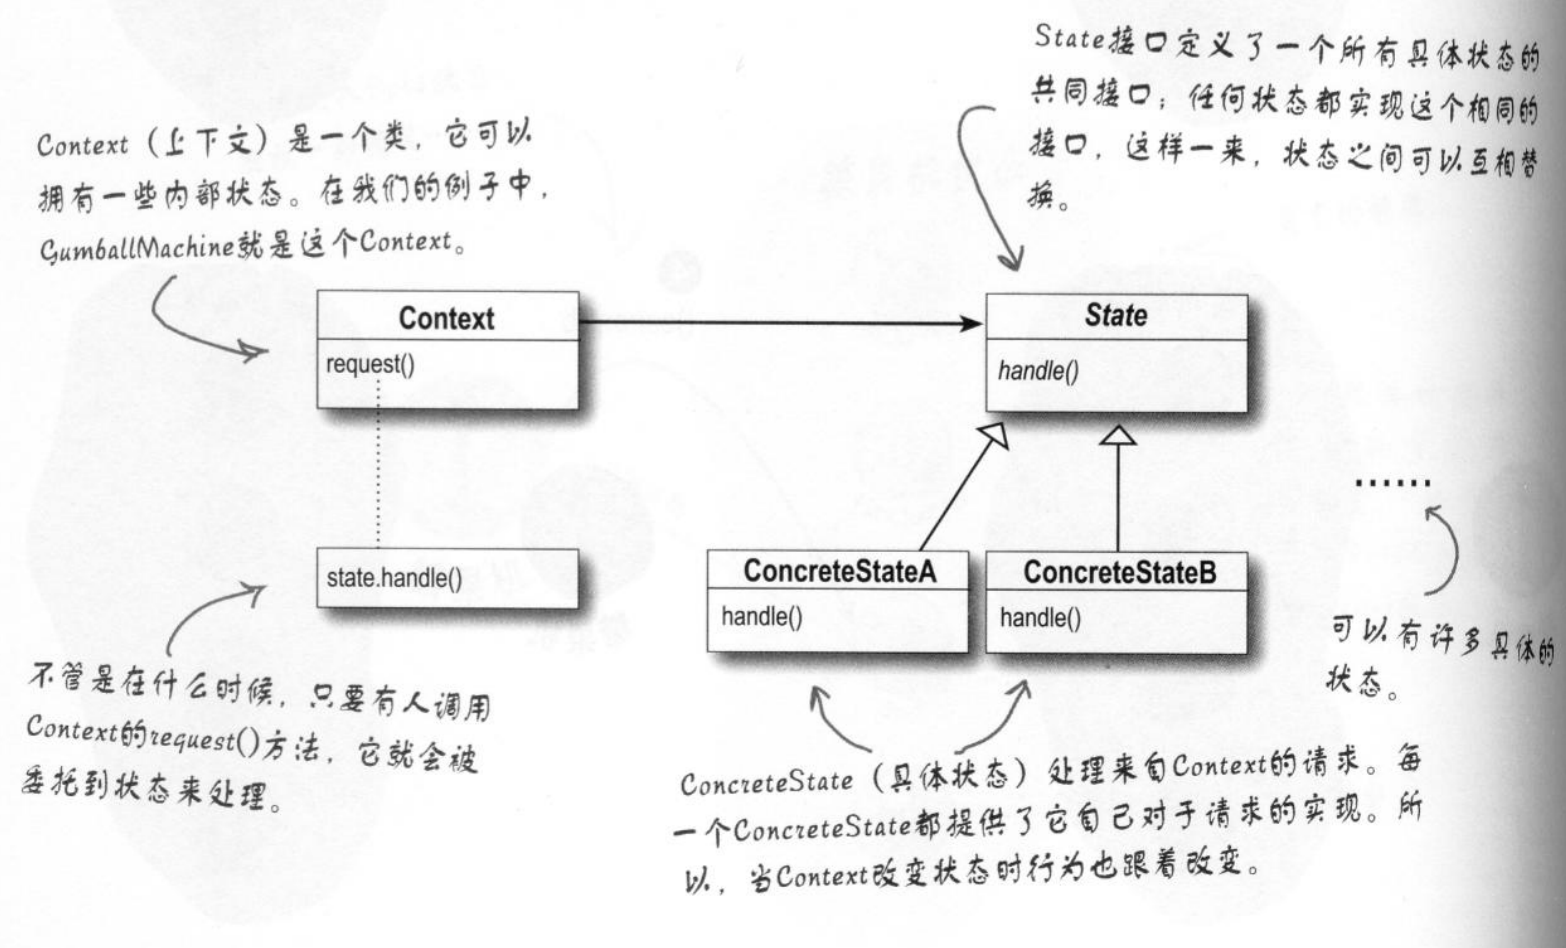 State接口定义了一个所有具体状态的
共同接口；任何状态都实现这个相同的
接口，这样一来，状态之间可以互相替
换。
Context（上下文）是一个类，它可以
拥有一些内部状态。在我们的例子中，
GumballMachine就是这个Context。
Context
request()
State
handle()
state.handle()
ConcreteStateA
handle()
ConcreteStateB
handle()
......
可以有许多具体的
状态。
不管是在什么时候，只要有人调用
Context的request()方法，它就会被
委托到状态来处理。
ConcreteState（具体状态）处理来自Context的请求。每
一个ConcreteState都提供了它自己对于请求的实现。所
以，当Context改变状态时行为也跟着改变。